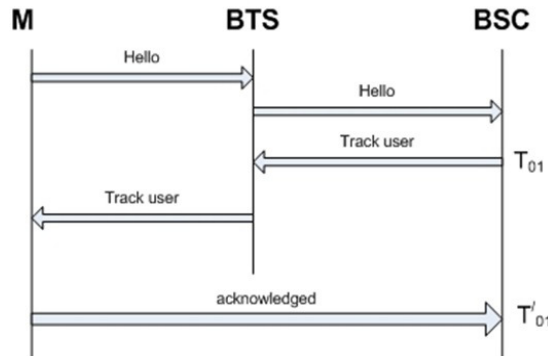 M BTS BSC
Hello
Hello
Track user T01
Track user
acknowledged T'01